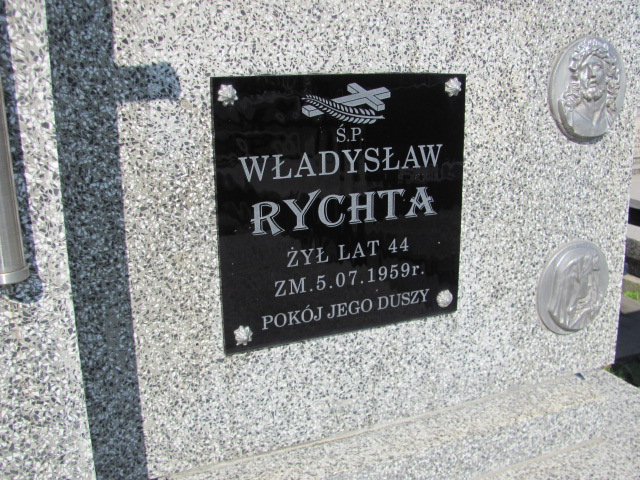 Ś.P.
WŁADYSŁAW
RYCHTA
ŻYŁ LAT 44
ZM.5.07.1959r.
POKÓJ JEGO DUSZY